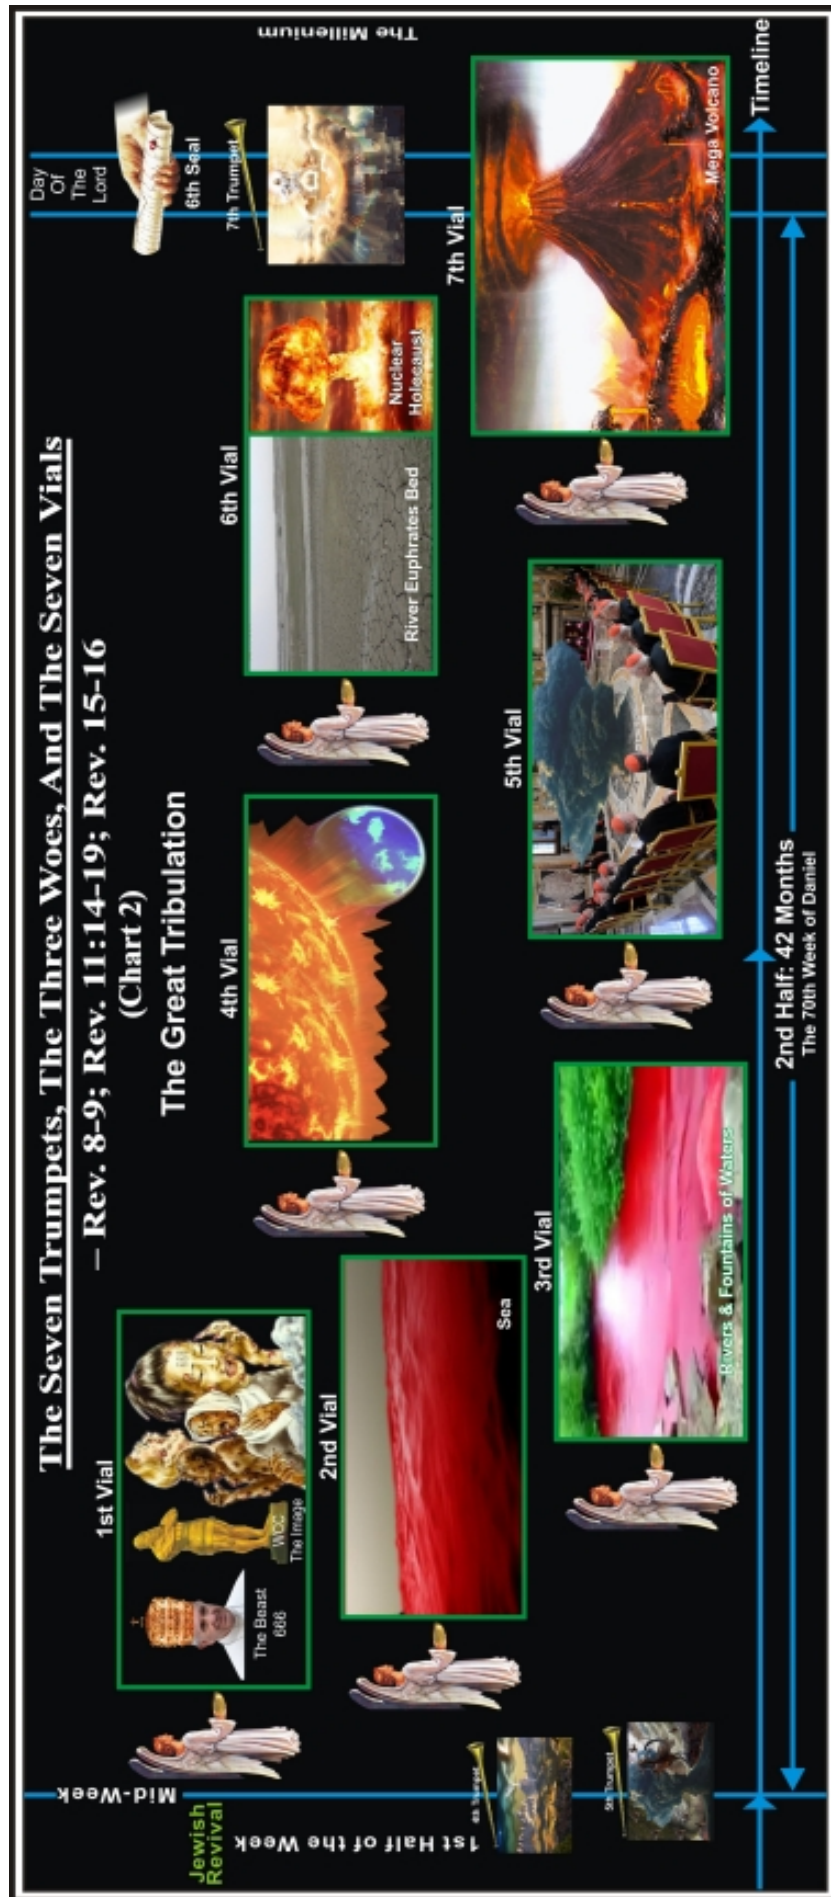 The Seven Trumpets, The Three Woes, And The Seven Vials
– Rev. 8-9; Rev. 11:14-19; Rev. 15-16
(Chart 2)
The Great Tribulation
Jewish
Revival
Mid-Week
1st Half of the Week
4th Trumpet
5th Trumpet
1st Vial
The Beast
666
WCC
The Image
2nd Vial
Sea
3rd Vial
Rivers & Fountains of Waters
4th Vial
5th Vial
6th Vial
River Euphrates Bed
Nuclear
Holocaust
7th Vial
Mega Volcano
Day
Of
The
Lord
6th Seal
7th Trumpet
The Millenium
Timeline
2nd Half: 42 Months
The 70th Week of Daniel